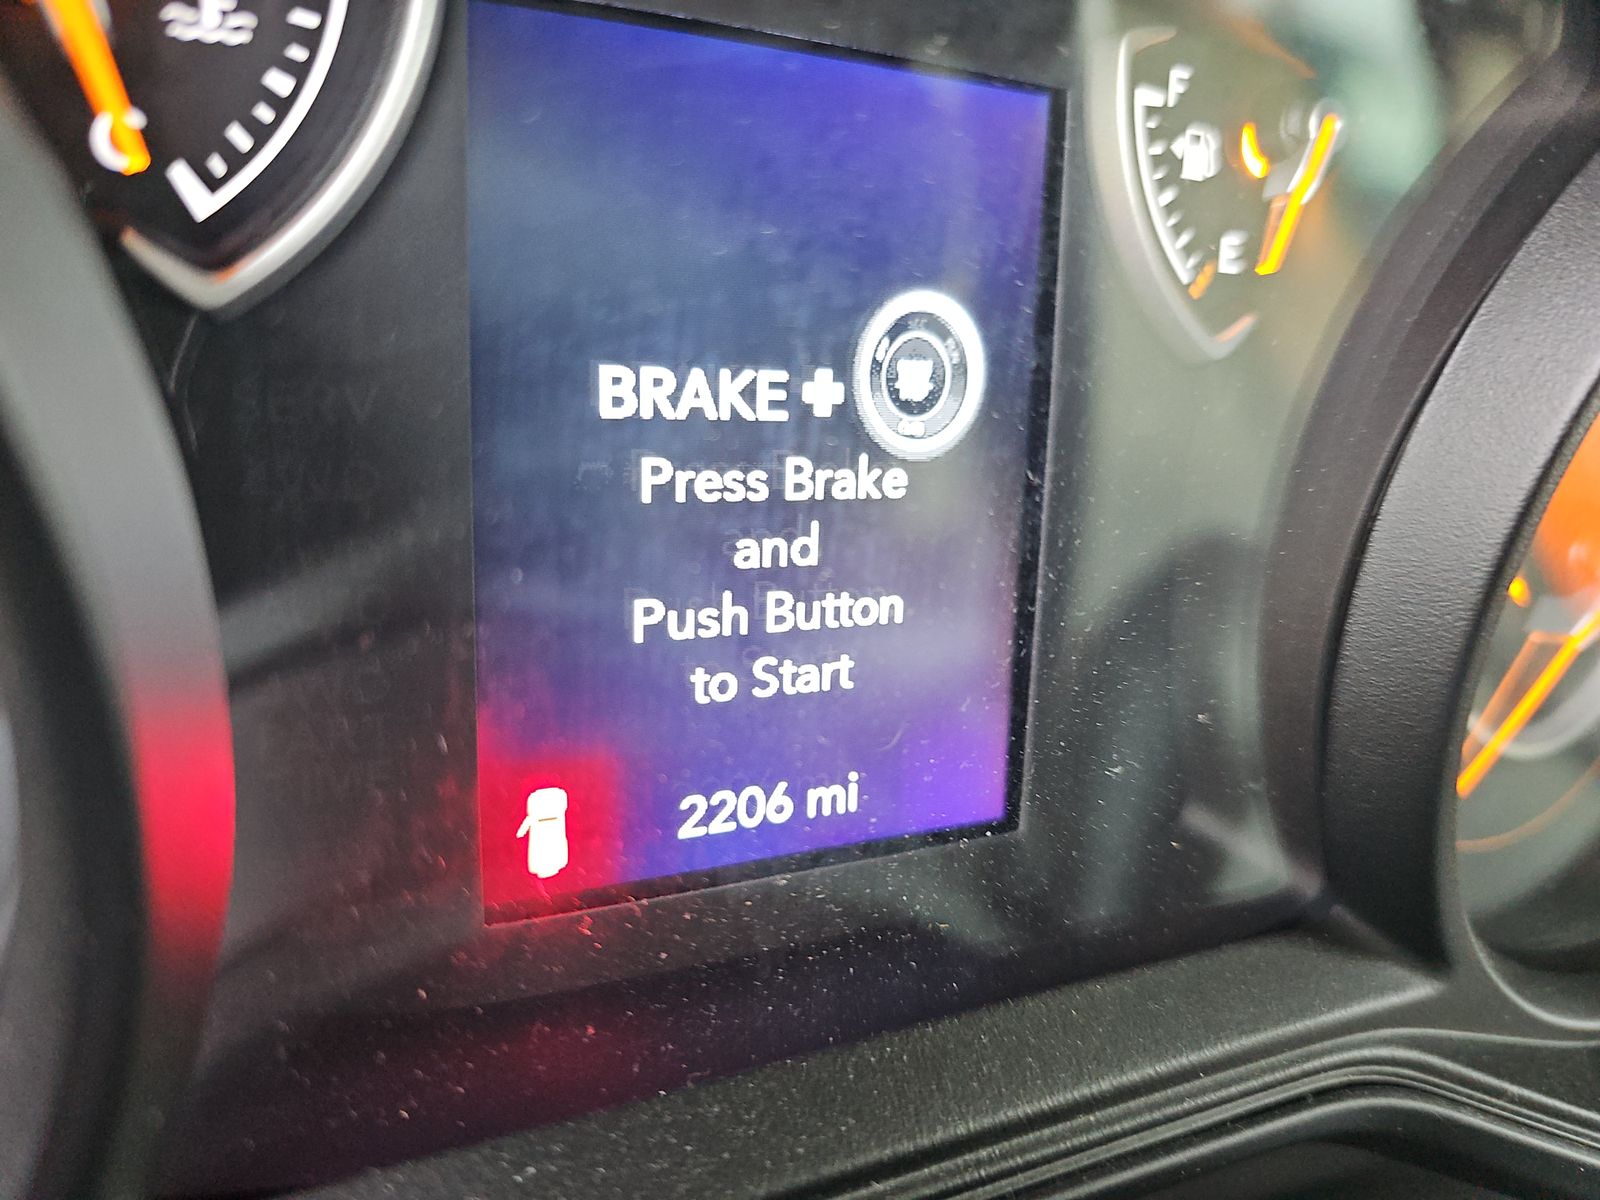 C
F
E
BRAKE +
Press Brake
and
Push Button
to Start
2206 mi